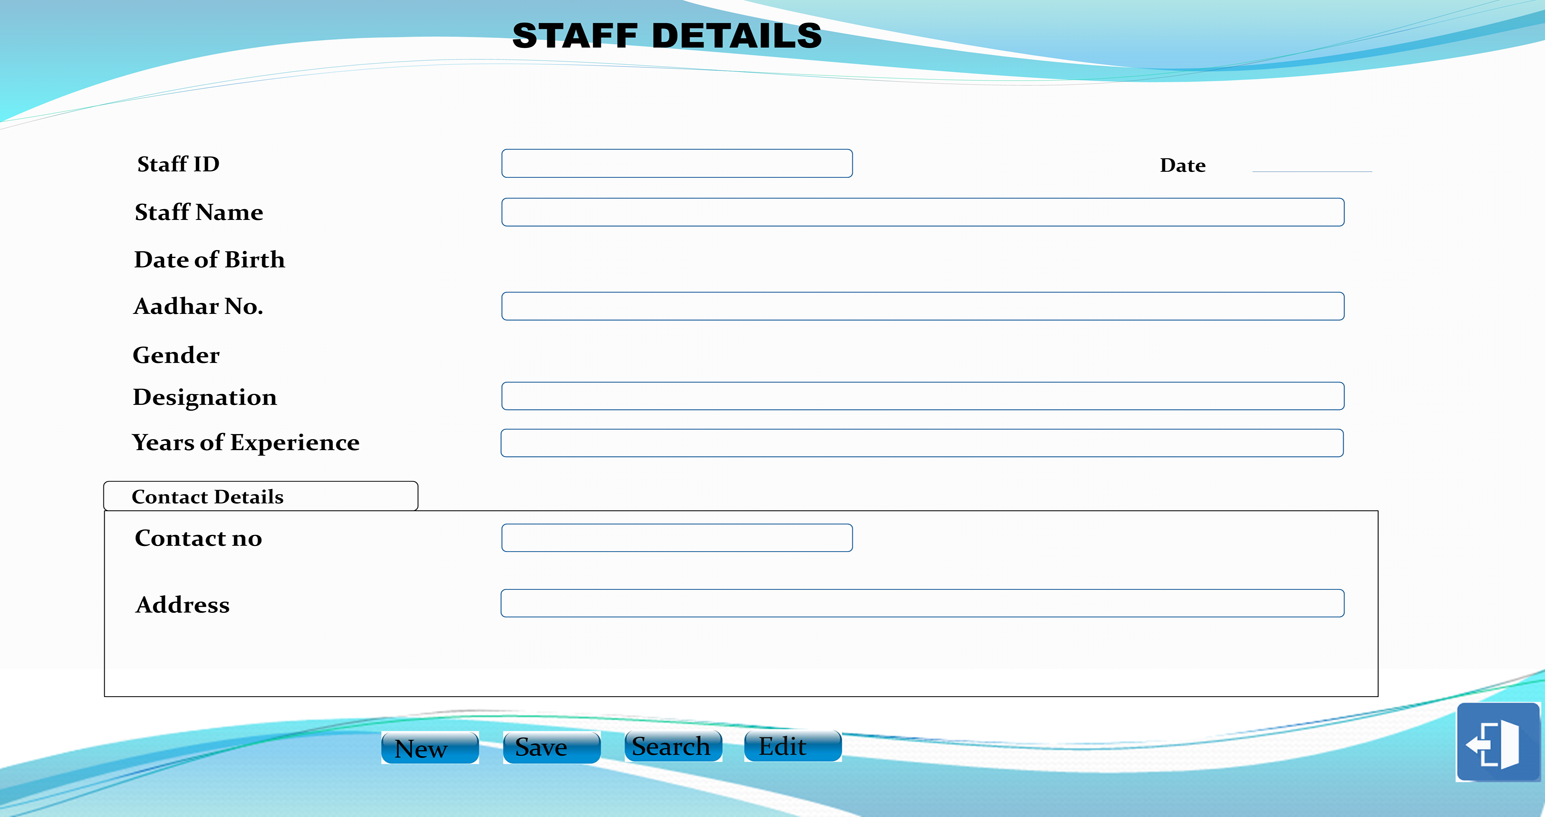 STAFF DETAILS
Staff ID
Date
Staff Name
Date of Birth
Aadhar No.
Gender
Designation
Years of Experience
Contact Details
Contact no
Address
New
Save
Search
Edit